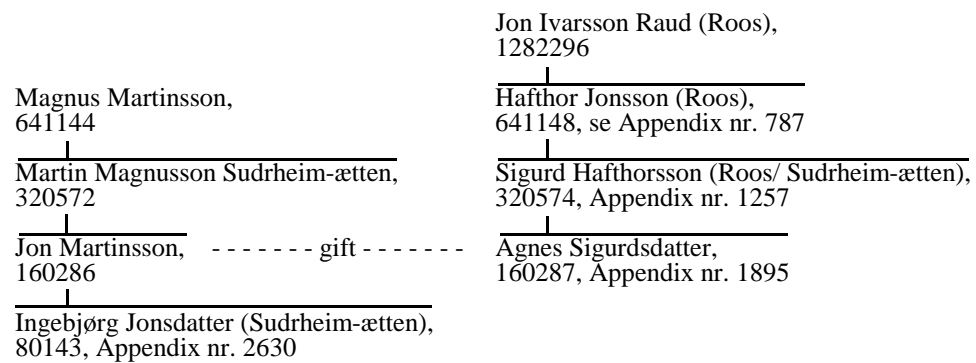 Jon Ivarsson Raud (Roos),
1282296
Magnus Martinsson,
641144
Hafthor Jonsson (Roos),
641148, se Appendix nr. 787
Martin Magnusson Sudrheim-ætten,
320572
Sigurd Hafthorsson (Roos/ Sudrheim-ætten),
320574, Appendix nr. 1257
Jon Martinsson, - - - - - - - gift - - - - - - -
160286
Agnes Sigurdsdatter,
160287, Appendix nr. 1895
Ingebjørg Jonsdatter (Sudrheim-ætten),
80143, Appendix nr. 2630